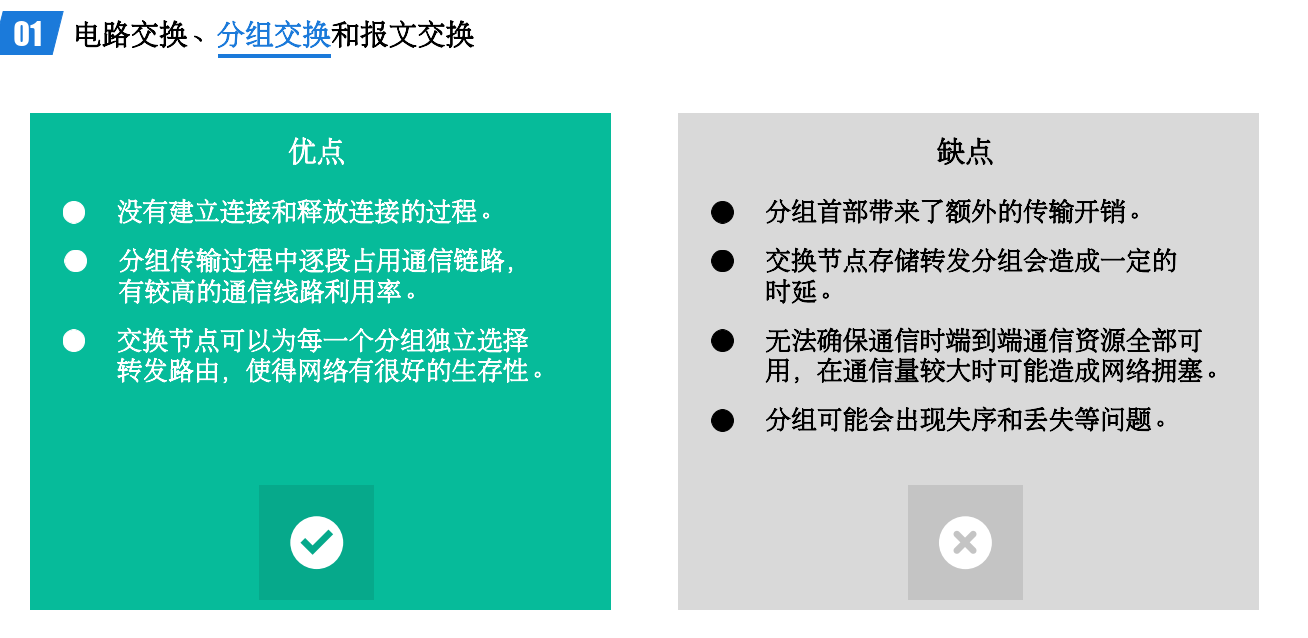 01 电路交换、分组交换和报文交换
优点
没有建立连接和释放连接的过程。
分组传输过程中逐段占用通信链路，
有较高的通信线路利用率。
交换节点可以为每一个分组独立选择
转发路由，使得网络有很好的生存性。
缺点
分组首部带来了额外的传输开销。
交换节点存储转发分组会造成一定的
时延。
无法确保通信时端到端通信资源全部可
用，在通信量较大时可能造成网络拥塞。
分组可能会出现失序和丢失等问题。